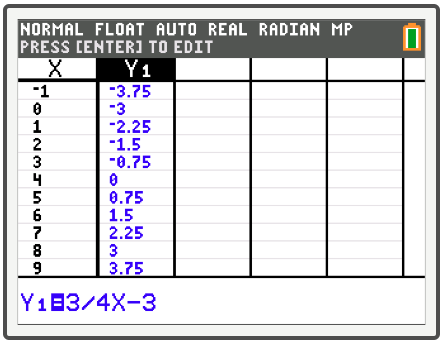 NORMAL FLOAT AUTO REAL RADIAN MP
PRESS [ENTER] TO EDIT
X Y₁
-1 -3.75
0 -3
1 -2.25
2 -1.5
3 -0.75
4 0
5 0.75
6 1.5
7 2.25
8 3
9 3.75
Y₁=3/4X-3